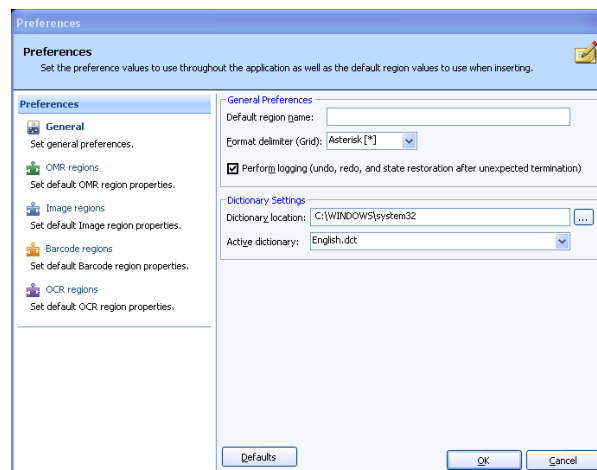 Preferences
Preferences
Set the preference values to use throughout the application as well as the default region values to use when inserting.
Preferences
General
Set general preferences.
OMR regions
Set default OMR region properties.
Image regions
Set default Image region properties.
Barcode regions
Set default Barcode region properties.
OCR regions
Set default OCR region properties.
General Preferences
Default region name:
Format delimiter (Grid): Asterisk [*]
Perform logging (undo, redo, and state restoration after unexpected termination)
Dictionary Settings
Dictionary location: C:\WINDOWS\system32 ...
Active dictionary: English.dct
Defaults
OK Cancel